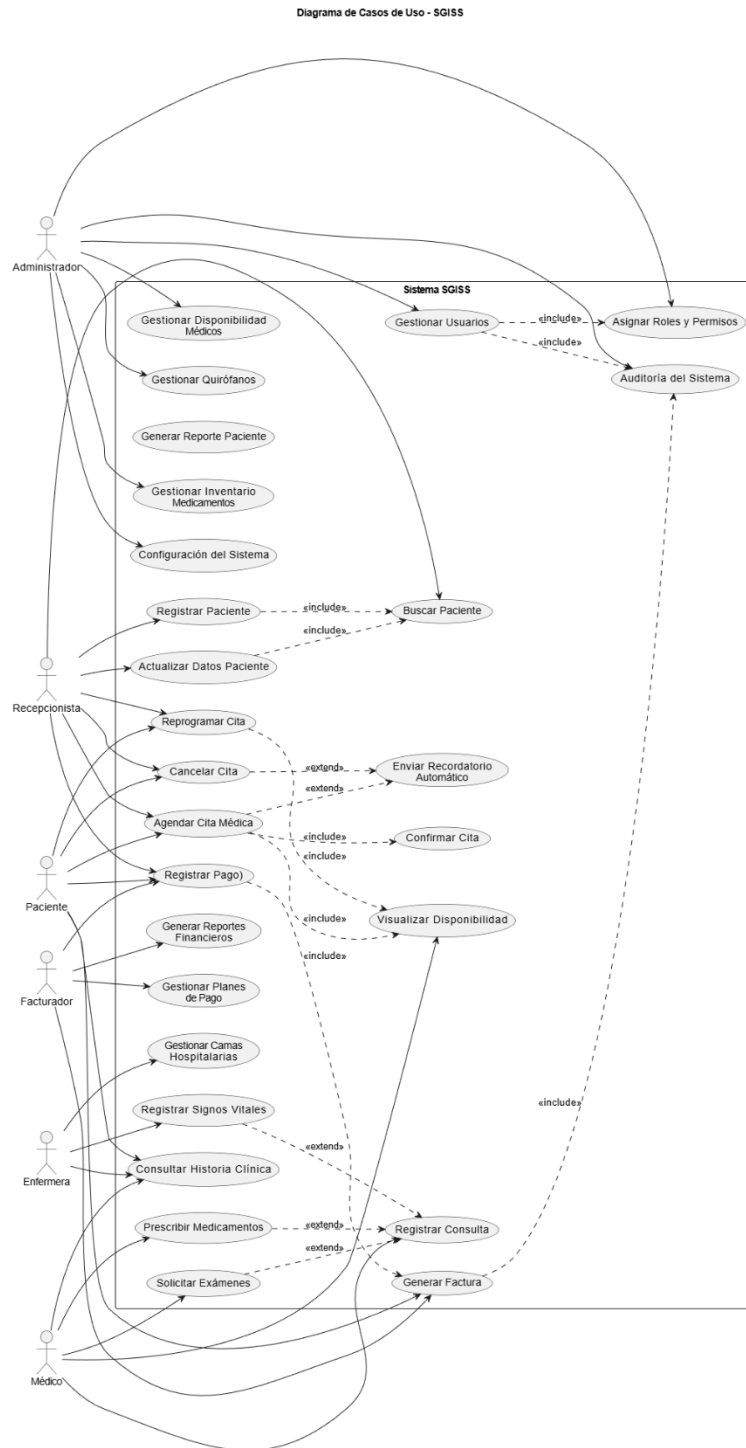 Diagrama de Casos de Uso - SGISS
Administrador
Sistema SGISS
Gestionar Disponibilidad
Médicos
Gestionar Usuarios
«include»
Asignar Roles y Permisos
«include»
Gestionar Quirófanos
Auditoría del Sistema
Generar Reporte Paciente
Gestionar Inventario
Medicamentos
Configuración del Sistema
Registrar Paciente
«include»
Buscar Paciente
«include»
Actualizar Datos Paciente
Recepcionista
Reprogramar Cita
Cancelar Cita
«extend»
Enviar Recordatorio
Automático
«extend»
Agendar Cita Médica
«include»
Confirmar Cita
«include»
Registrar Pago)
Paciente
Visualizar Disponibilidad
«include»
Generar Reportes
Financieros
«include»
Gestionar Planes
de Pago
Facturador
Gestionar Camas
Hospitalarias
Registrar Signos Vitales
«include»
«extend»
Enfermera
Consultar Historia Clínica
Prescribir Medicamentos
«extend»
Registrar Consulta
«extend»
Solicitar Exámenes
Generar Factura
Médico